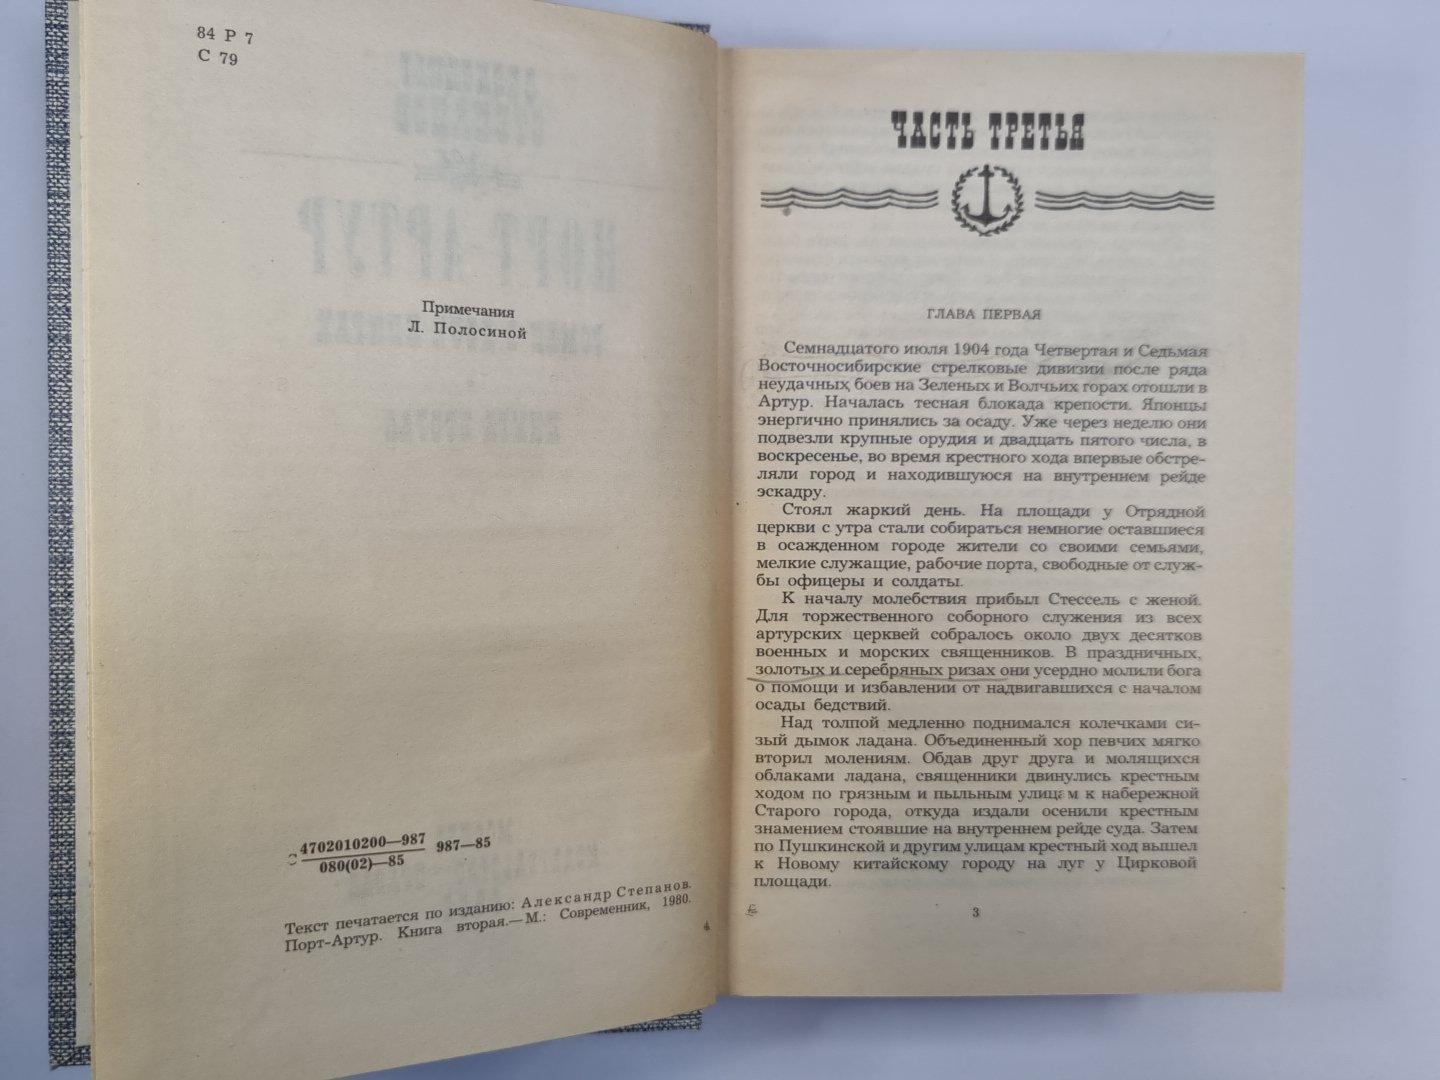 84 Р 7
С 79
Примечания
Л. Полосиной
4702010200—987
080(02)—85
987—85
Текст печатается по изданию: Александр Степанов.
Порт-Артур. Книга вторая.— М.: Современник, 1980.
ЧАСТЬ ТРЕТЬЯ
ГЛАВА ПЕРВАЯ
Семнадцатого июля 1904 года Четвертая и Седьмая
Восточносибирские стрелковые дивизии после ряда
неудачных боев на Зеленых и Волчьих горах отошли в
Артур. Началась тесная блокада крепости. Японцы
энергично принялись за осаду. Уже через неделю они
подвезли крупные орудия и двадцать пятого числа, в
воскресенье, во время крестного хода впервые обстре-
ляли город и находившуюся на внутреннем рейде
эскадру.
Стоял жаркий день. На площади у Отрядной
церкви с утра стали собираться немногие оставшиеся
в осажденном городе жители со своими семьями,
мелкие служащие, рабочие порта, свободные от служ-
бы офицеры и солдаты.
К началу молебствия прибыл Стессель с женой.
Для торжественного соборного служения из всех
артурских церквей собралось около двух десятков
военных и морских священников. В праздничных,
золотых и серебряных ризах они усердно молили бога
о помощи и избавлении от надвигавшихся с началом
осады бедствий.
Над толпой медленно поднимался колечками си-
зый дымок ладана. Объединенный хор певчих мягко
вторил молениям. Обдав друг друга и молящихся
облаками ладана, священники двинулись крестным
ходом по грязным и пыльным улицам к набережной
Старого города, откуда издали осенили крестным
знамением стоявшие на внутреннем рейде суда. Затем
по Пушкинской и другим улицам крестный ход вышел
к Новому китайскому городу на луг у Цирковой
площади.
3